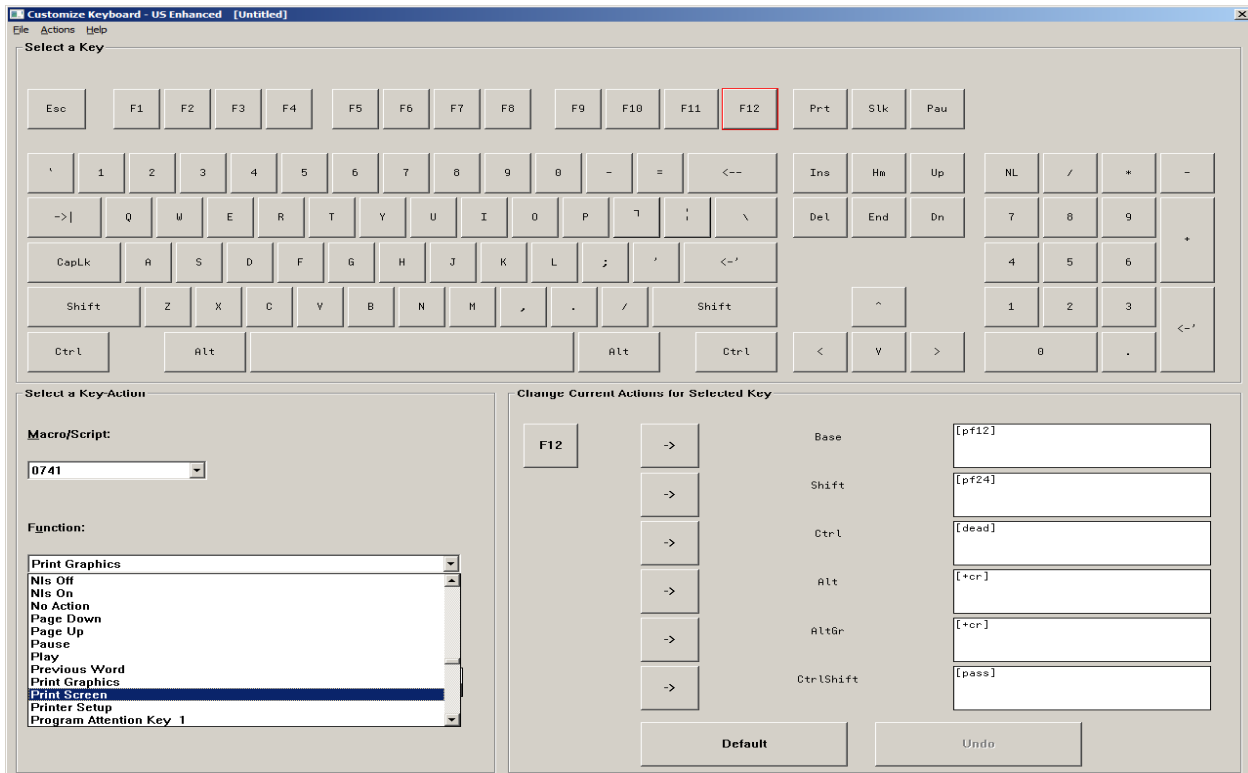 Customize Keyboard - US Enhanced [Untitled]
File Actions Help
Select a Key
Esc F1 F2 F3 F4 F5 F6 F7 F8 F9 F10 F11 F12 Prt Slk Pau
` 1 2 3 4 5 6 7 8 9 0 - = <-- Ins Hm Up NL / * -
->| Q W E R T Y U I O P ¬ ¦ \ Del End Dn 7 8 9 +
CapLk A S D F G H J K L ; ' <-' 4 5 6
Shift Z X C V B N M , . / Shift ^ 1 2 3 <-'
Ctrl Alt Alt Ctrl < V > 0 .
Select a Key-Action
Macro/Script:
0741
Function:
Print Graphics
Nls Off
Nls On
No Action
Page Down
Page Up
Pause
Play
Previous Word
Print Graphics
Print Screen
Printer Setup
Program Attention Key 1
Change Current Actions for Selected Key
F12 -> Base [pf12]
-> Shift [pf24]
-> Ctrl [dead]
-> Alt [+cr]
-> AltGr [+cr]
-> CtrlShift [pass]
Default Undo